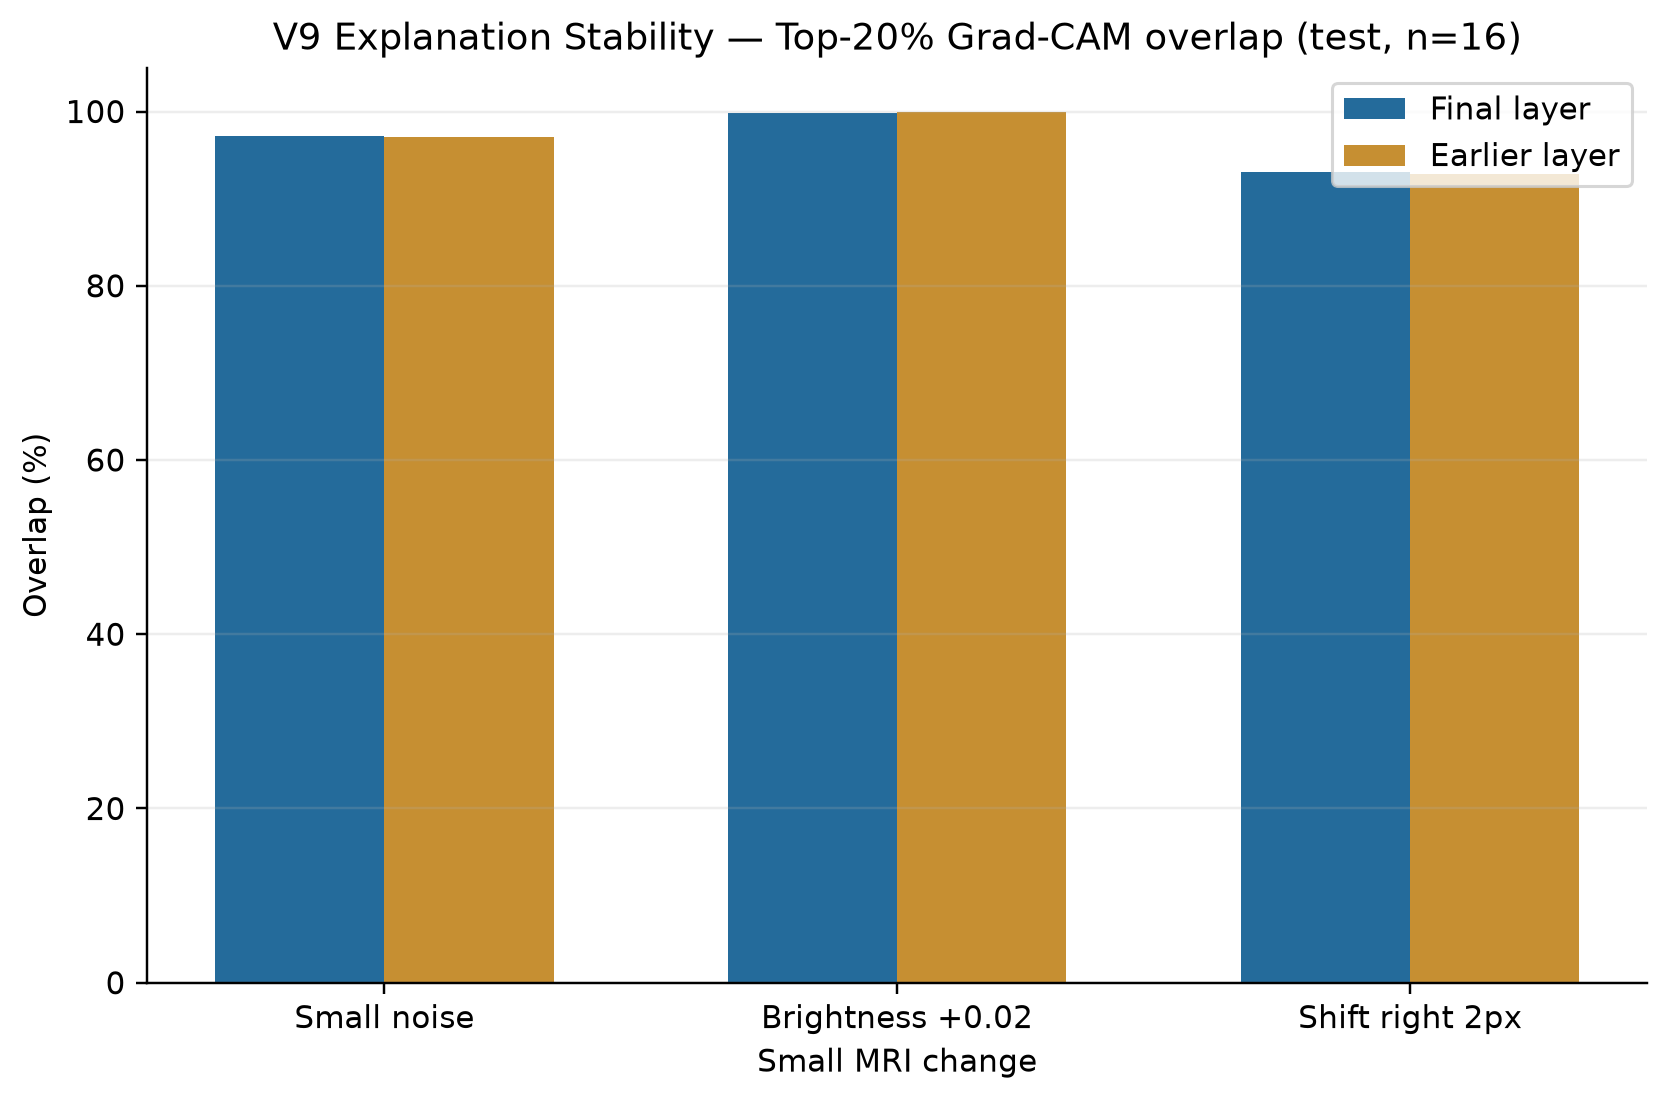 V9 Explanation Stability — Top-20% Grad-CAM overlap (test, n=16)
Final layer
Earlier layer
Overlap (%)
100
80
60
40
20
0
Small noise
Brightness +0.02
Shift right 2px
Small MRI change